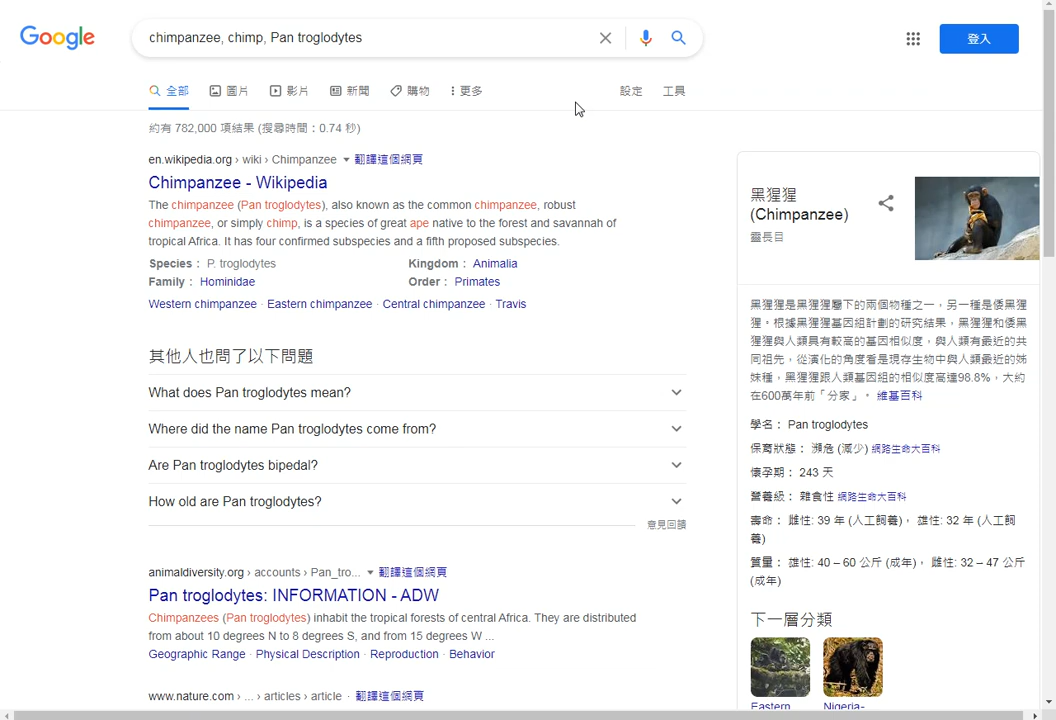 Google
chimpanzee, chimp, Pan troglodytes
登入
全部 圖片 影片 新聞 購物 更多 設定 工具
約有 782,000 項結果 (搜尋時間：0.74 秒)
en.wikipedia.org › wiki › Chimpanzee 翻譯這個網頁
Chimpanzee - Wikipedia
The chimpanzee (Pan troglodytes), also known as the common chimpanzee, robust
chimpanzee, or simply chimp, is a species of great ape native to the forest and savannah of
tropical Africa. It has four confirmed subspecies and a fifth proposed subspecies.
Species： P. troglodytes Kingdom： Animalia
Family： Hominidae Order： Primates
Western chimpanzee · Eastern chimpanzee · Central chimpanzee · Travis
其他人也問了以下問題
What does Pan troglodytes mean?
Where did the name Pan troglodytes come from?
Are Pan troglodytes bipedal?
How old are Pan troglodytes?
意見回饋
animaldiversity.org › accounts › Pan_tro... 翻譯這個網頁
Pan troglodytes: INFORMATION - ADW
Chimpanzees (Pan troglodytes) inhabit the tropical forests of central Africa. They are distributed
from about 10 degrees N to 8 degrees S, and from 15 degrees W ...
Geographic Range · Physical Description · Reproduction · Behavior
www.nature.com › ... › articles › article · 翻譯這個網頁
黑猩猩
(Chimpanzee)
靈長目
黑猩猩是黑猩猩屬下的兩個物種之一，另一種是倭黑猩
猩。根據黑猩猩基因組計劃的研究結果，黑猩猩和倭黑
猩猩與人類具有較高的基因相似度，與人類有最近的共
同祖先，從演化的角度看是現存生物中與人類最近的姊
妹種，黑猩猩跟人類基因組的相似度高達98.8%，大約
在600萬年前「分家」。 維基百科
學名： Pan troglodytes
保育狀態： 瀕危 (減少) 網路生命大百科
懷孕期： 243 天
營養級： 雜食性 網路生命大百科
壽命： 雌性: 39 年 (人工飼養)， 雄性: 32 年 (人工飼
養)
質量： 雄性: 40 – 60 公斤 (成年)， 雌性: 32 – 47 公斤
(成年)
下一層分類
Eastern Nigeria-